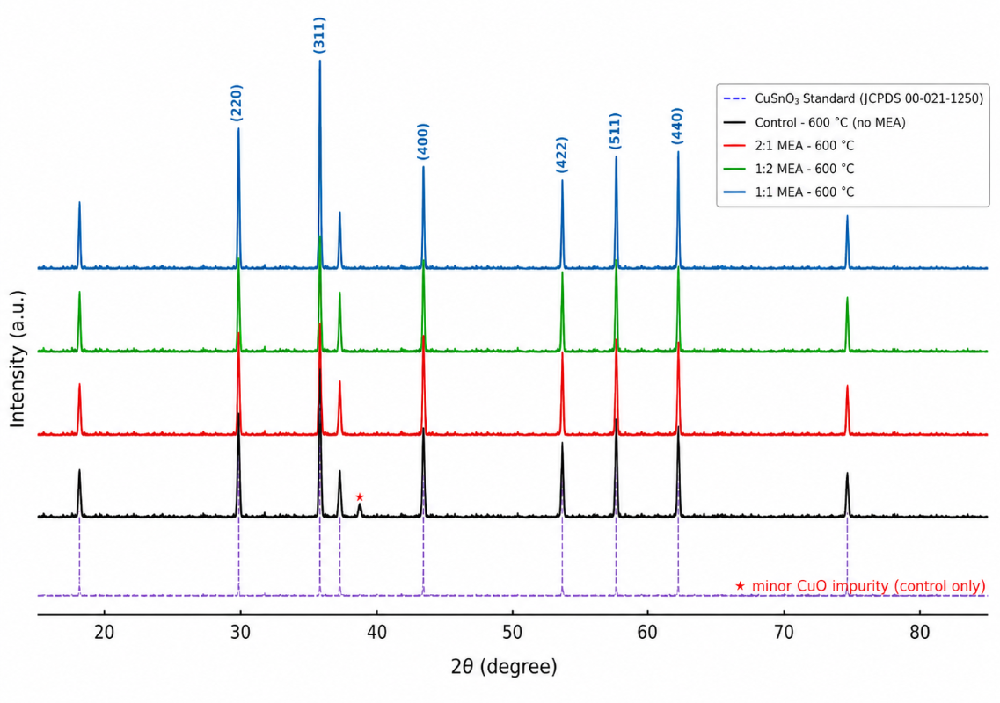 (311)
(220)
(440)
(511)
(400)
(422)
CuSnO₃ Standard (JCPDS 00-021-1250)
Control - 600 °C (no MEA)
2:1 MEA - 600 °C
1:2 MEA - 600 °C
1:1 MEA - 600 °C
Intensity (a.u.)
★
★ minor CuO impurity (control only)
20 30 40 50 60 70 80
2θ (degree)